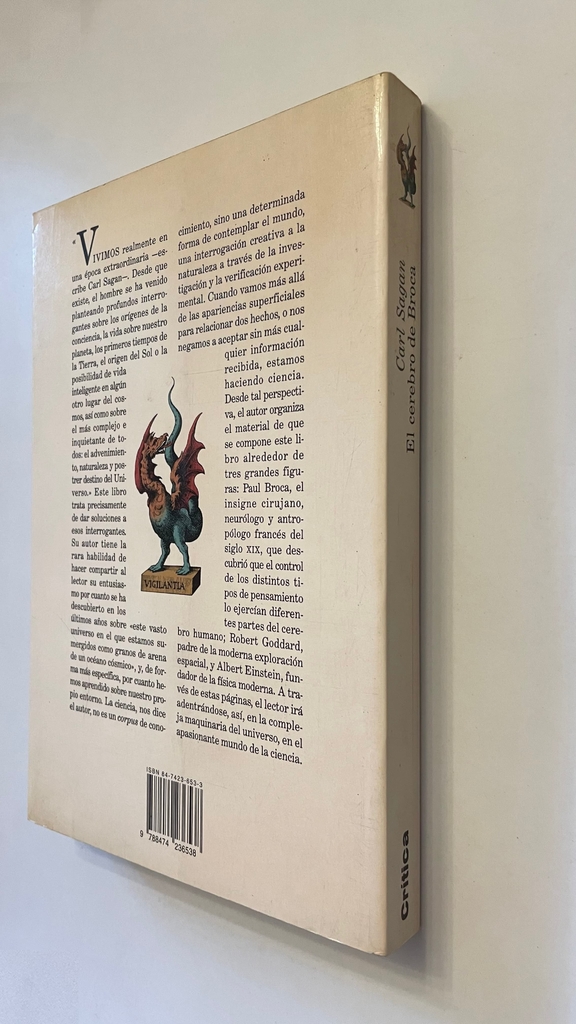 «VIVIMOS realmente en
una época extraordinaria —es-
cribe Carl Sagan—. Desde que
existe, el hombre se ha venido
planteando profundos interro-
gantes sobre los orígenes de la
conciencia, la vida sobre nuestro
planeta, los primeros tiempos de
la Tierra, el origen del Sol o la
posibilidad de vida
inteligente en algún
otro lugar del cos-
mos, así como sobre
el más complejo e
inquietante de to-
dos: el advenimien-
to, naturaleza y pos-
trer destino del Uni-
verso.» Este libro
trata precisamente
de dar soluciones a
esos interrogantes.
Su autor tiene la
rara habilidad de
hacer compartir al
lector su entusias-
mo por cuanto se ha
descubierto en los
últimos años sobre «este vasto
universo en el que estamos su-
mergidos como granos de arena
de un océano cósmico», y, de for-
ma más específica, por cuanto he-
mos aprendido sobre nuestro pro-
pio entorno. La ciencia, nos dice
el autor, no es un corpus de cono-
cimiento, sino una determinada
forma de contemplar el mundo,
una interrogación creativa a la
naturaleza a través de la inves-
tigación y la verificación experi-
mental. Cuando vamos más allá
de las apariencias superficiales
para relacionar dos hechos, o nos
negamos a aceptar sin más cual-
quier información
recibida, estamos
haciendo ciencia.
Desde tal perspecti-
va, el autor organiza
el material de que
se compone este li-
bro alrededor de
tres grandes figu-
ras: Paul Broca, el
insigne cirujano,
neurólogo y antro-
pólogo francés del
siglo XIX, que des-
cubrió que el control
de los distintos ti-
pos de pensamiento
lo ejercían diferen-
tes partes del cere-
bro humano; Robert Goddard,
padre de la moderna exploración
espacial, y Albert Einstein, fun-
dador de la física moderna. A tra-
vés de estas páginas, el lector irá
adentrándose, así, en la comple-
ja maquinaria del universo, en el
apasionante mundo de la ciencia.
VIGILANTIA
ISBN 84-7423-653-3
9 788474 236538
Carl Sagan
El cerebro de Broca
Crítica